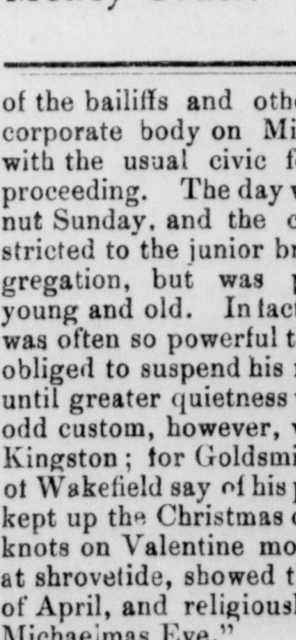 of the bailiffs and oth
corporate body on Mi
with the usual civic f
proceeding. The day
nut Sunday, and the c
stricted to the junior br
gregation, but was
young and old. In fact
was often so powerful t
obliged to suspend his
until greater quietness
odd custom, however,
Kingston; for Goldsmi
of Wakefield say of his
kept up the Christmas
knots on Valentine mo
at shrovetide, showed t
of April, and religious
Michaelmas Eve."